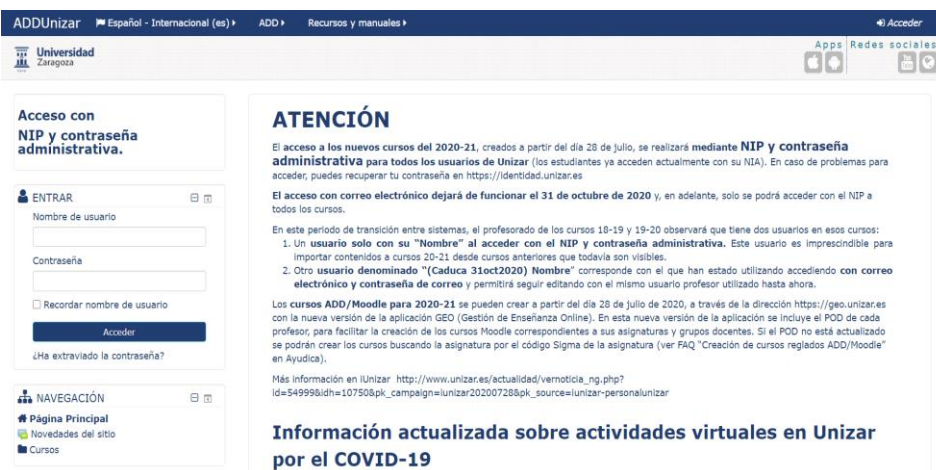 ADDUnizar Español - Internacional (es) ADD Recursos y manuales Acceder
Universidad
Zaragoza
Apps Redes sociales
Acceso con
NIP y contraseña
administrativa.
ENTRAR
Nombre de usuario
Contraseña
Recordar nombre de usuario
Acceder
¿Ha extraviado la contraseña?
NAVEGACIÓN
Página Principal
Novedades del sitio
Cursos
ATENCIÓN
El acceso a los nuevos cursos del 2020-21, creados a partir del día 28 de julio, se realizará mediante NIP y contraseña
administrativa para todos los usuarios de Unizar (los estudiantes ya acceden actualmente con su NIA). En caso de problemas para
acceder, puedes recuperar tu contraseña en https://identidad.unizar.es
El acceso con correo electrónico dejará de funcionar el 31 de octubre de 2020 y, en adelante, solo se podrá acceder con el NIP a
todos los cursos.
En este periodo de transición entre sistemas, el profesorado de los cursos 18-19 y 19-20 observará que tiene dos usuarios en esos cursos:
1. Un usuario solo con su "Nombre" al acceder con el NIP y contraseña administrativa. Este usuario es imprescindible para
importar contenidos a cursos 20-21 desde cursos anteriores que todavía son visibles.
2. Otro usuario denominado "(Caduca 31oct2020) Nombre" corresponde con el que han estado utilizando accediendo con correo
electrónico y contraseña de correo y permitirá seguir editando con el mismo usuario profesor utilizado hasta ahora.
Los cursos ADD/Moodle para 2020-21 se pueden crear a partir del día 28 de julio de 2020, a través de la dirección https://geo.unizar.es
con la nueva versión de la aplicación GEO (Gestión de Enseñanza Online). En esta nueva versión de la aplicación se incluye el POD de cada
profesor, para facilitar la creación de los cursos Moodle correspondientes a sus asignaturas y grupos docentes. Si el POD no está actualizado
se podrán crear los cursos buscando la asignatura por el código Sigma de la asignatura (ver FAQ "Creación de cursos reglados ADD/Moodle"
en Ayudica).
Más información en iUnizar http://www.unizar.es/actualidad/vernoticia_ng.php?
id=54999&idh=10750&pk_campaign=iunizar20200728&pk_source=iunizar-personalunizar
Información actualizada sobre actividades virtuales en Unizar
por el COVID-19